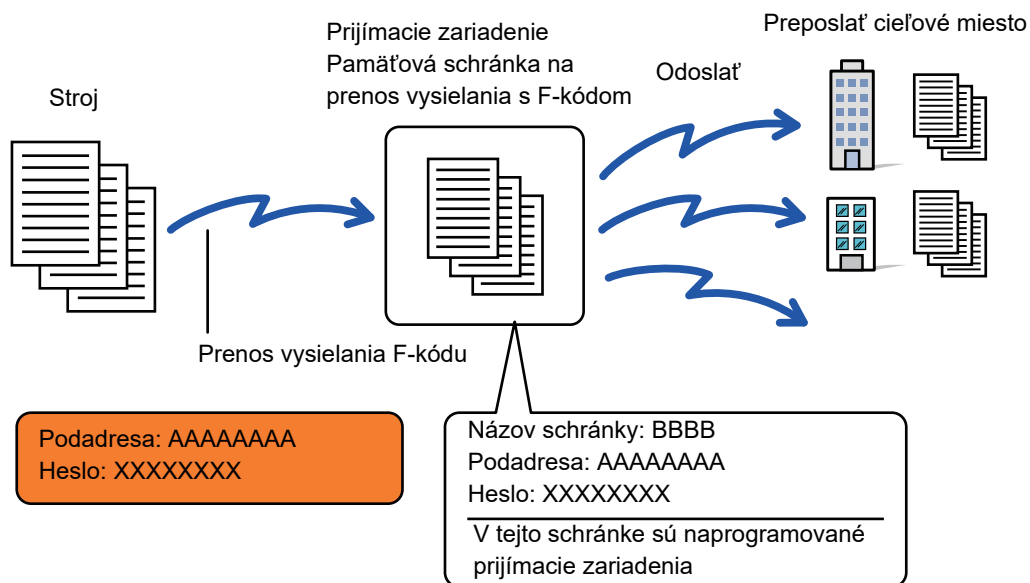 Stroj
Prijímacie zariadenie
Pamäťová schránka na
prenos vysielania s F-kódom
Odoslať
Preposlať cieľové miesto
Prenos vysielania F-kódu
Podadresa: AAAAAAAA
Heslo: XXXXXXXX
Názov schránky: BBBB
Podadresa: AAAAAAAA
Heslo: XXXXXXXX
V tejto schránke sú naprogramované
prijímacie zariadenia